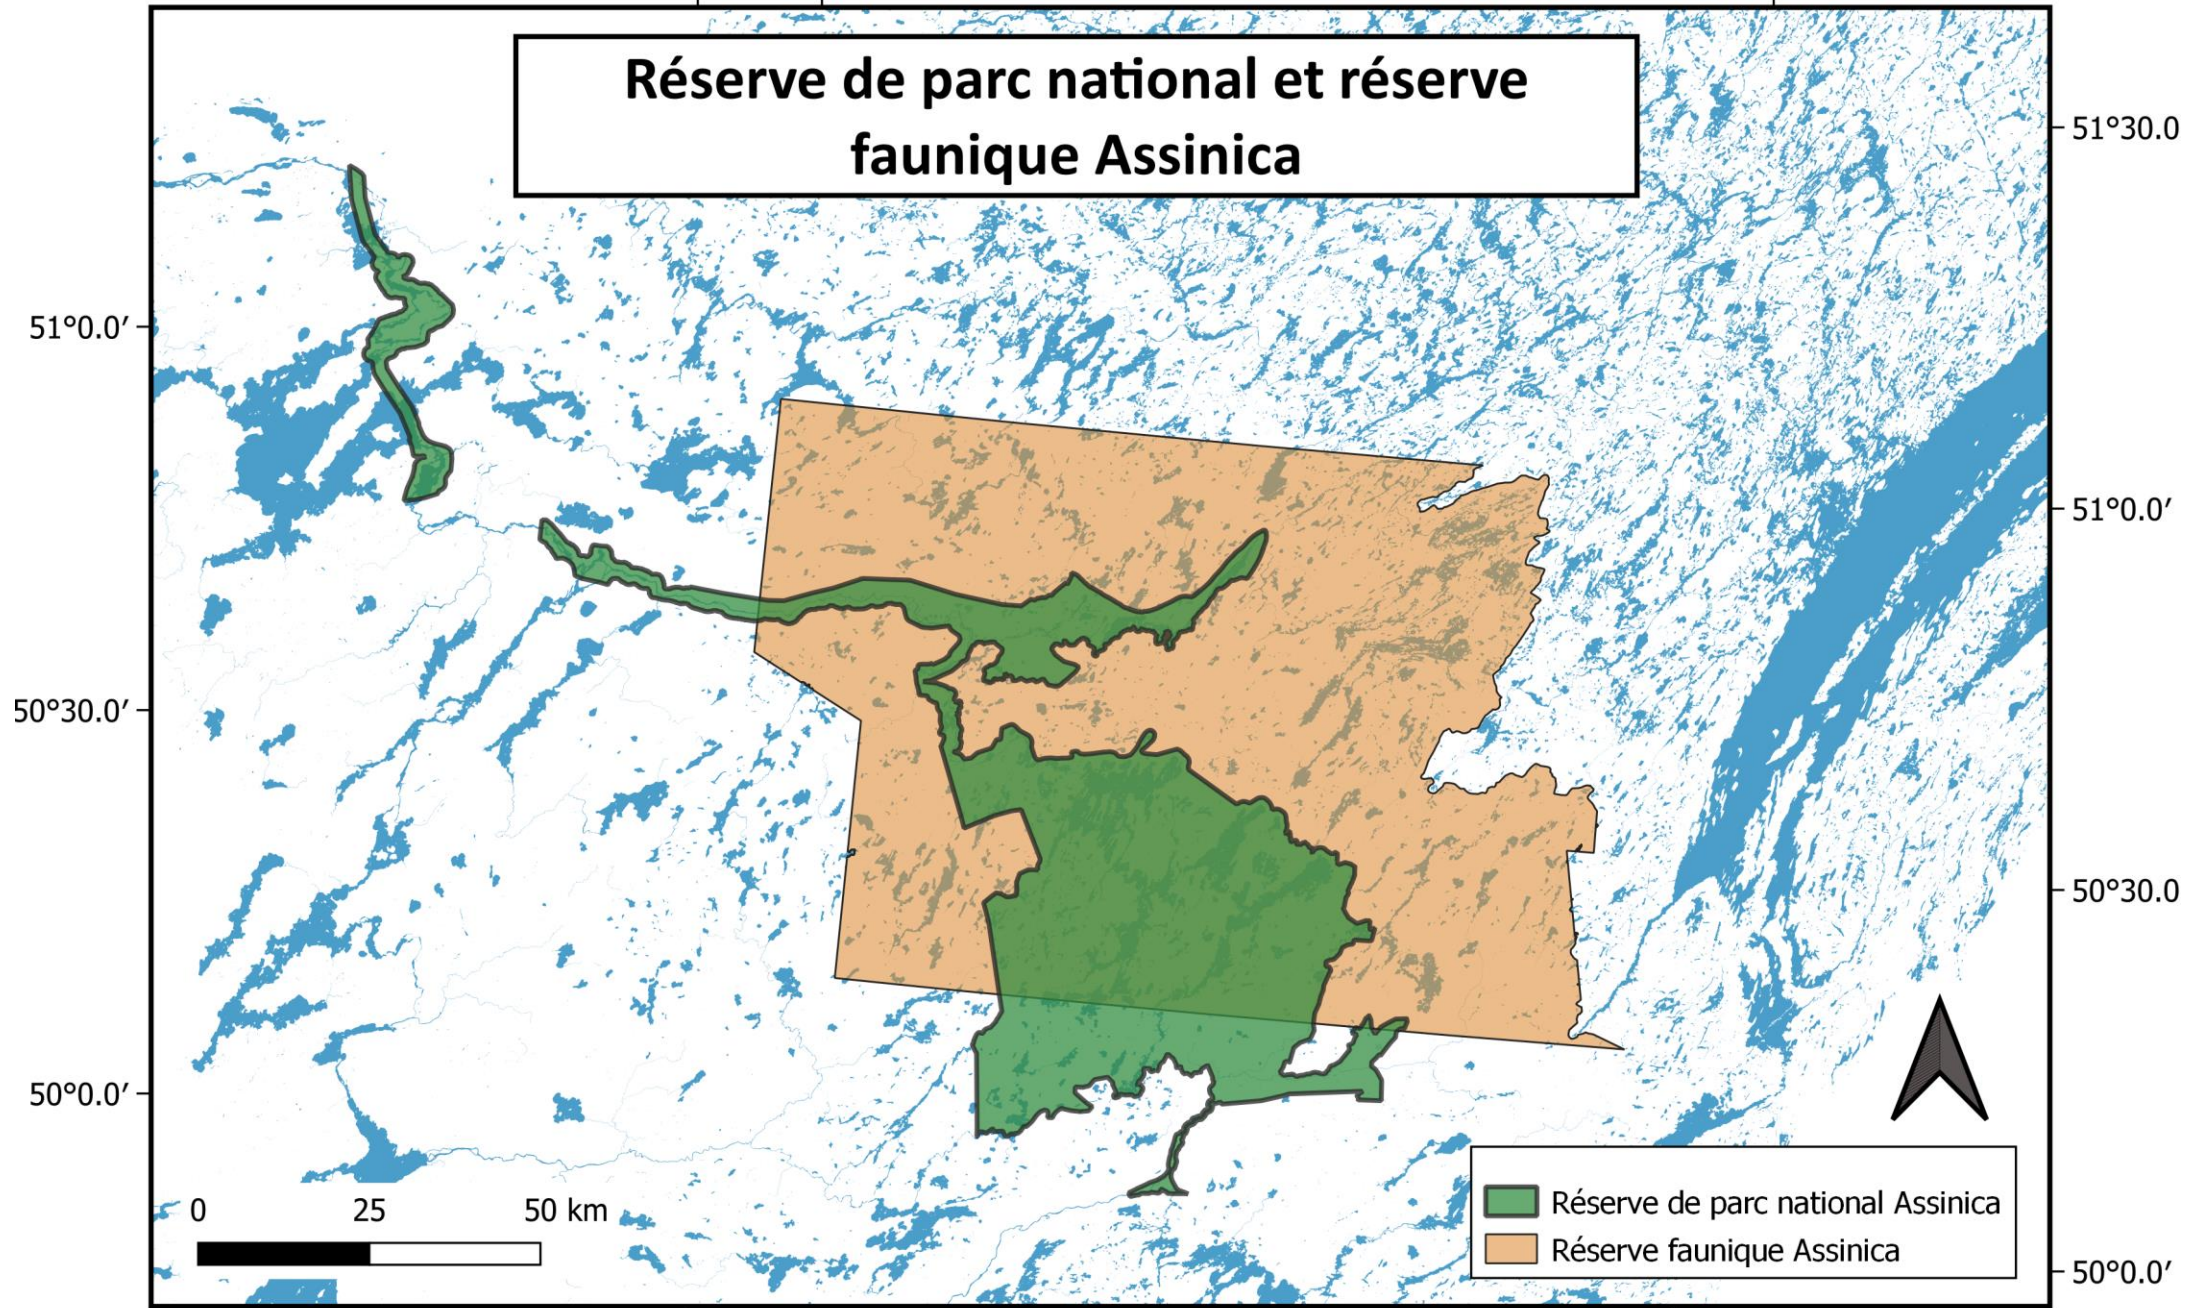 Réserve de parc national et réserve
faunique Assinica
51°30.0
51°0.0′
51°0.0′
50°30.0′
50°30.0
50°0.0′
50°0.0′
0 25 50 km
Réserve de parc national Assinica
Réserve faunique Assinica